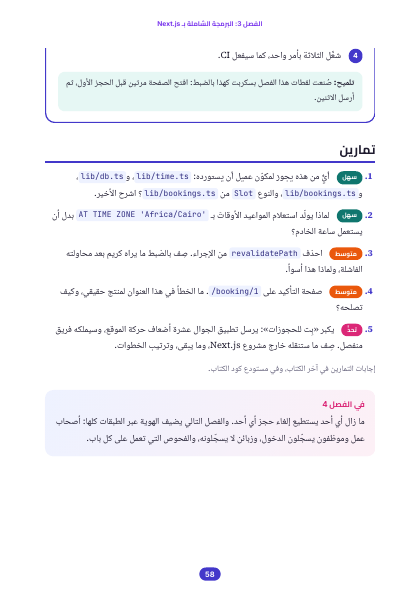 الفصل 3: البرمجة الشاملة بـ Next.js
4 شغّل الثلاثة بأمر واحد، كما سيفعل CI.
تلميح: صُنعت لقطات هذا الفصل بسكربت كهذا بالضبط: افتح الصفحة مرتين قبل الحجز الأول، ثم
أرسل الاثنين.
تمارين
1. سهل أيٌّ من هذه يجوز لمكوّن عميل أن يستورده: lib/time.ts، و lib/db.ts،
و lib/bookings.ts، والنوع Slot من lib/bookings.ts؟ اشرح الأخير.
2. سهل لماذا يولّد استعلام المواعيد الأوقات بـ AT TIME ZONE 'Africa/Cairo' بدل أن
يستعمل ساعة الخادم؟
3. متوسط احذف revalidatePath من الإجراء. صِف بالضبط ما يراه كريم بعد محاولته
الفاشلة، ولماذا هذا أسوأ.
4. متوسط صفحة التأكيد على /booking/1. ما الخطأ في هذا العنوان لمنتج حقيقي، وكيف
تصلحه؟
5. تحدٍّ يكبر «بِت للحجوزات»: يرسل تطبيق الجوال عشرة أضعاف حركة الموقع، وسيملكه فريق
منفصل. صِف ما ستنقله خارج مشروع Next.js، وما يبقى، وترتيب الخطوات.
إجابات التمارين في آخر الكتاب، وفي مستودع كود الكتاب.
في الفصل 4
ما زال أي أحد يستطيع إلغاء حجز أي أحد. والفصل التالي يضيف الهوية عبر الطبقات كلها: أصحاب
عمل وموظفون يسجّلون الدخول، وزبائن لا يسجّلونه، والفحوص التي تعمل على كل باب.
58